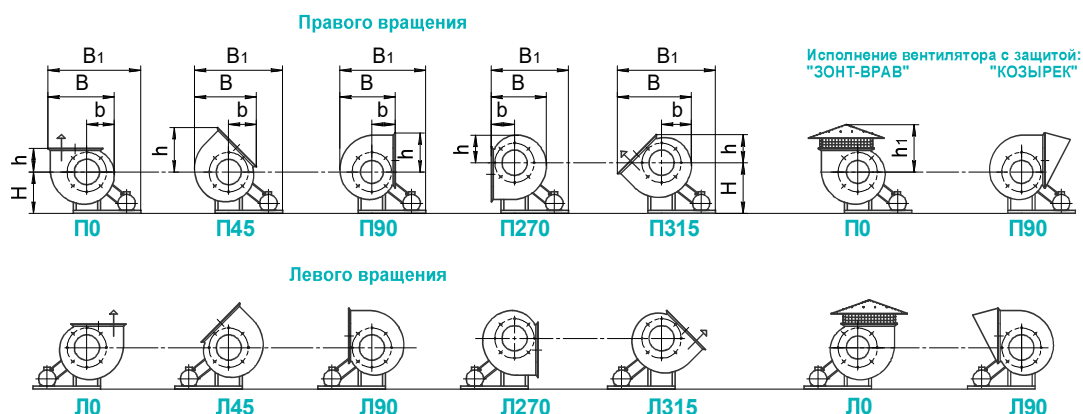 Правого вращения
Исполнение вентилятора с защитой:
"ЗОНТ-ВРАВ" "КОЗЫРЕК"
B1 B1 B1 B1 B1
B B B B B
b b b b b
h h h h h h1
H H
П0 П45 П90 П270 П315 П0 П90
Левого вращения
Л0 Л45 Л90 Л270 Л315 Л0 Л90